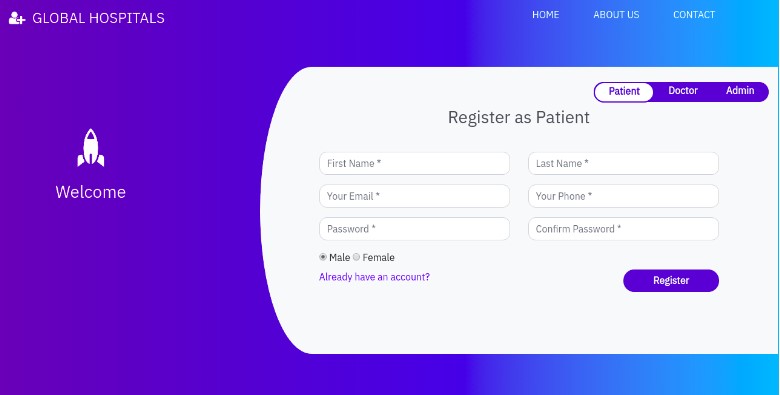 GLOBAL HOSPITALS
HOME ABOUT US CONTACT
Patient Doctor Admin
Register as Patient
Welcome
First Name * Last Name *
Your Email * Your Phone *
Password * Confirm Password *
Male Female
Already have an account?
Register